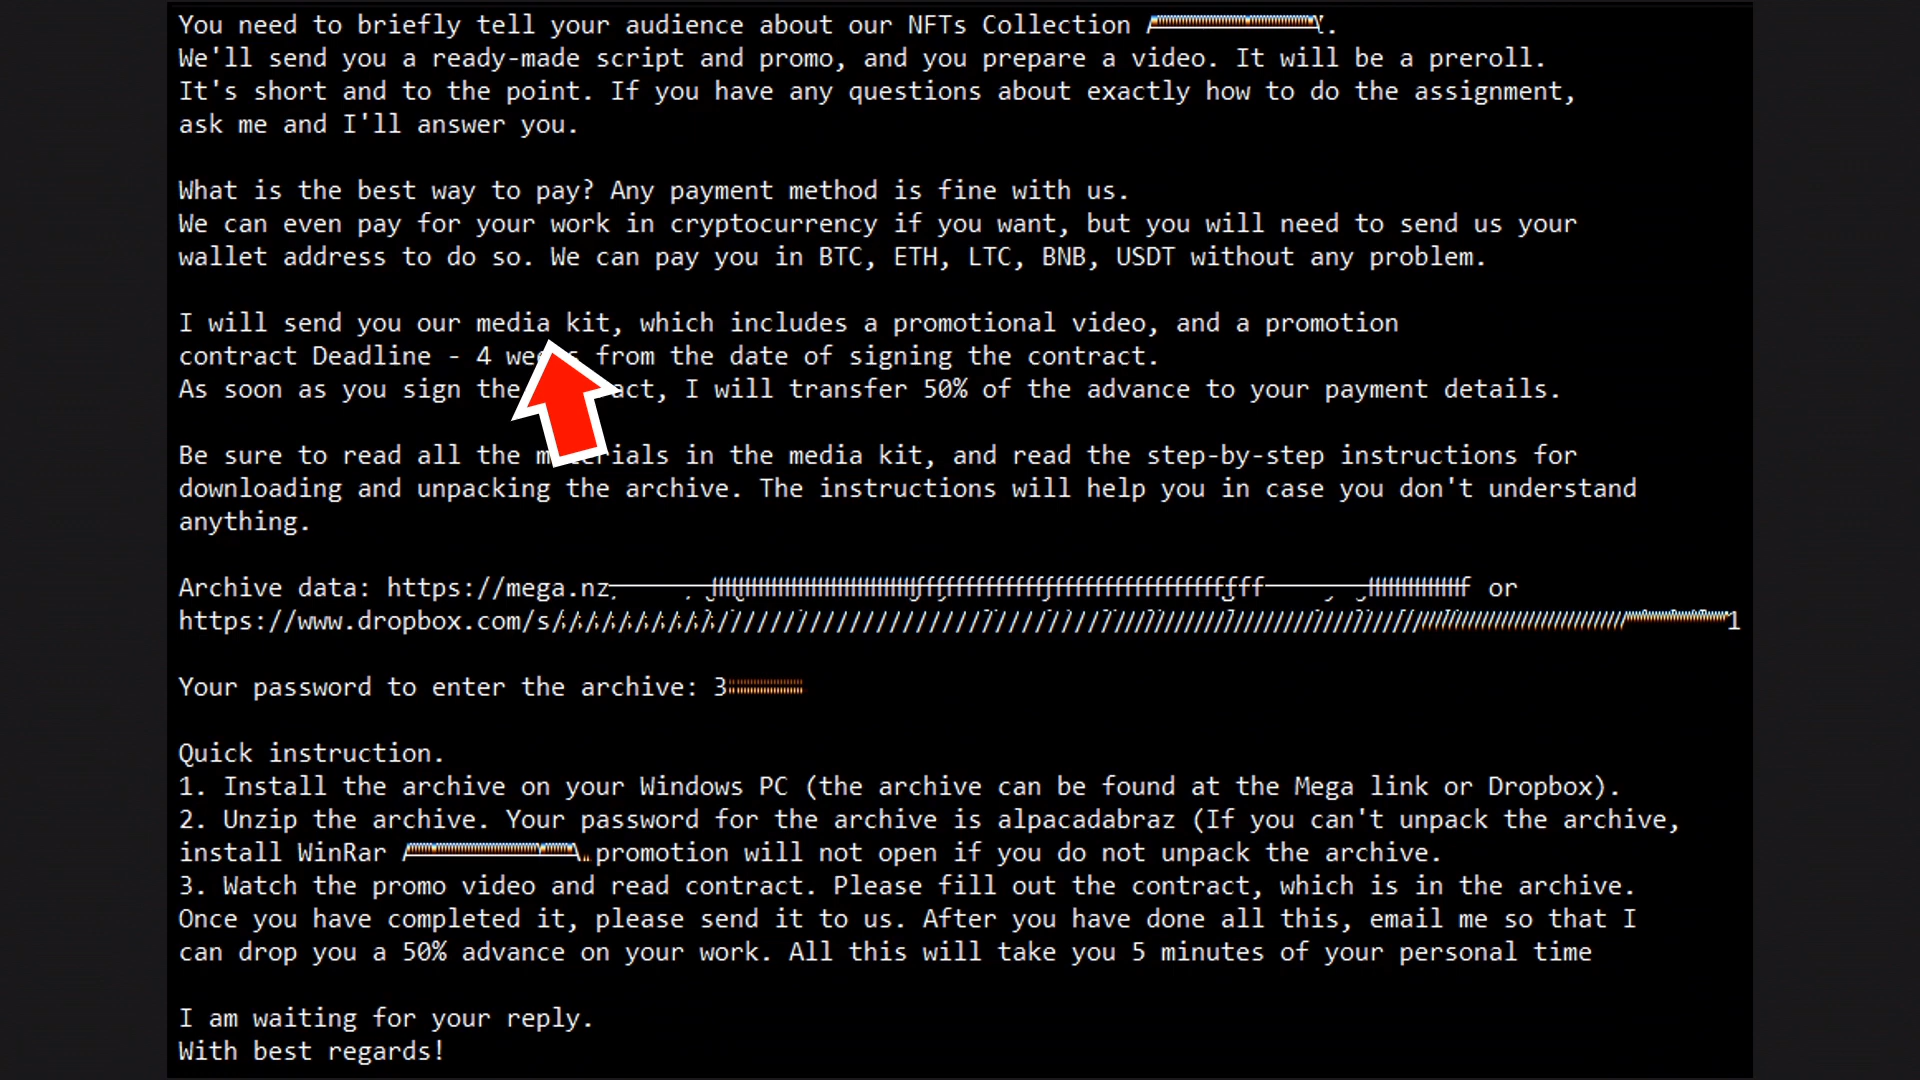 You need to briefly tell your audience about our NFTs Collection
We'll send you a ready-made script and promo, and you prepare a video. It will be a preroll.
It's short and to the point. If you have any questions about exactly how to do the assignment,
ask me and I'll answer you.
What is the best way to pay? Any payment method is fine with us.
We can even pay for your work in cryptocurrency if you want, but you will need to send us your
wallet address to do so. We can pay you in BTC, ETH, LTC, BNB, USDT without any problem.
I will send you our media kit, which includes a promotional video, and a promotion
contract Deadline - 4 from the date of signing the contract.
As soon as you sign the I will transfer 50% of the advance to your payment details.
Be sure to read all the in the media kit, and read the step-by-step instructions for
downloading and unpacking the archive. The instructions will help you in case you don't understand
anything.
Archive data: https://mega.nz or
https://www.dropbox.com/s
Your password to enter the archive:
Quick instruction.
1. Install the archive on your Windows PC (the archive can be found at the Mega link or Dropbox).
2. Unzip the archive. Your password for the archive is alpacadabraz (If you can't unpack the archive,
install WinRar promotion will not open if you do not unpack the archive.
3. Watch the promo video and read contract. Please fill out the contract, which is in the archive.
Once you have completed it, please send it to us. After you have done all this, email me so that I
can drop you a 50% advance on your work. All this will take you 5 minutes of your personal time
I am waiting for your reply.
With best regards!